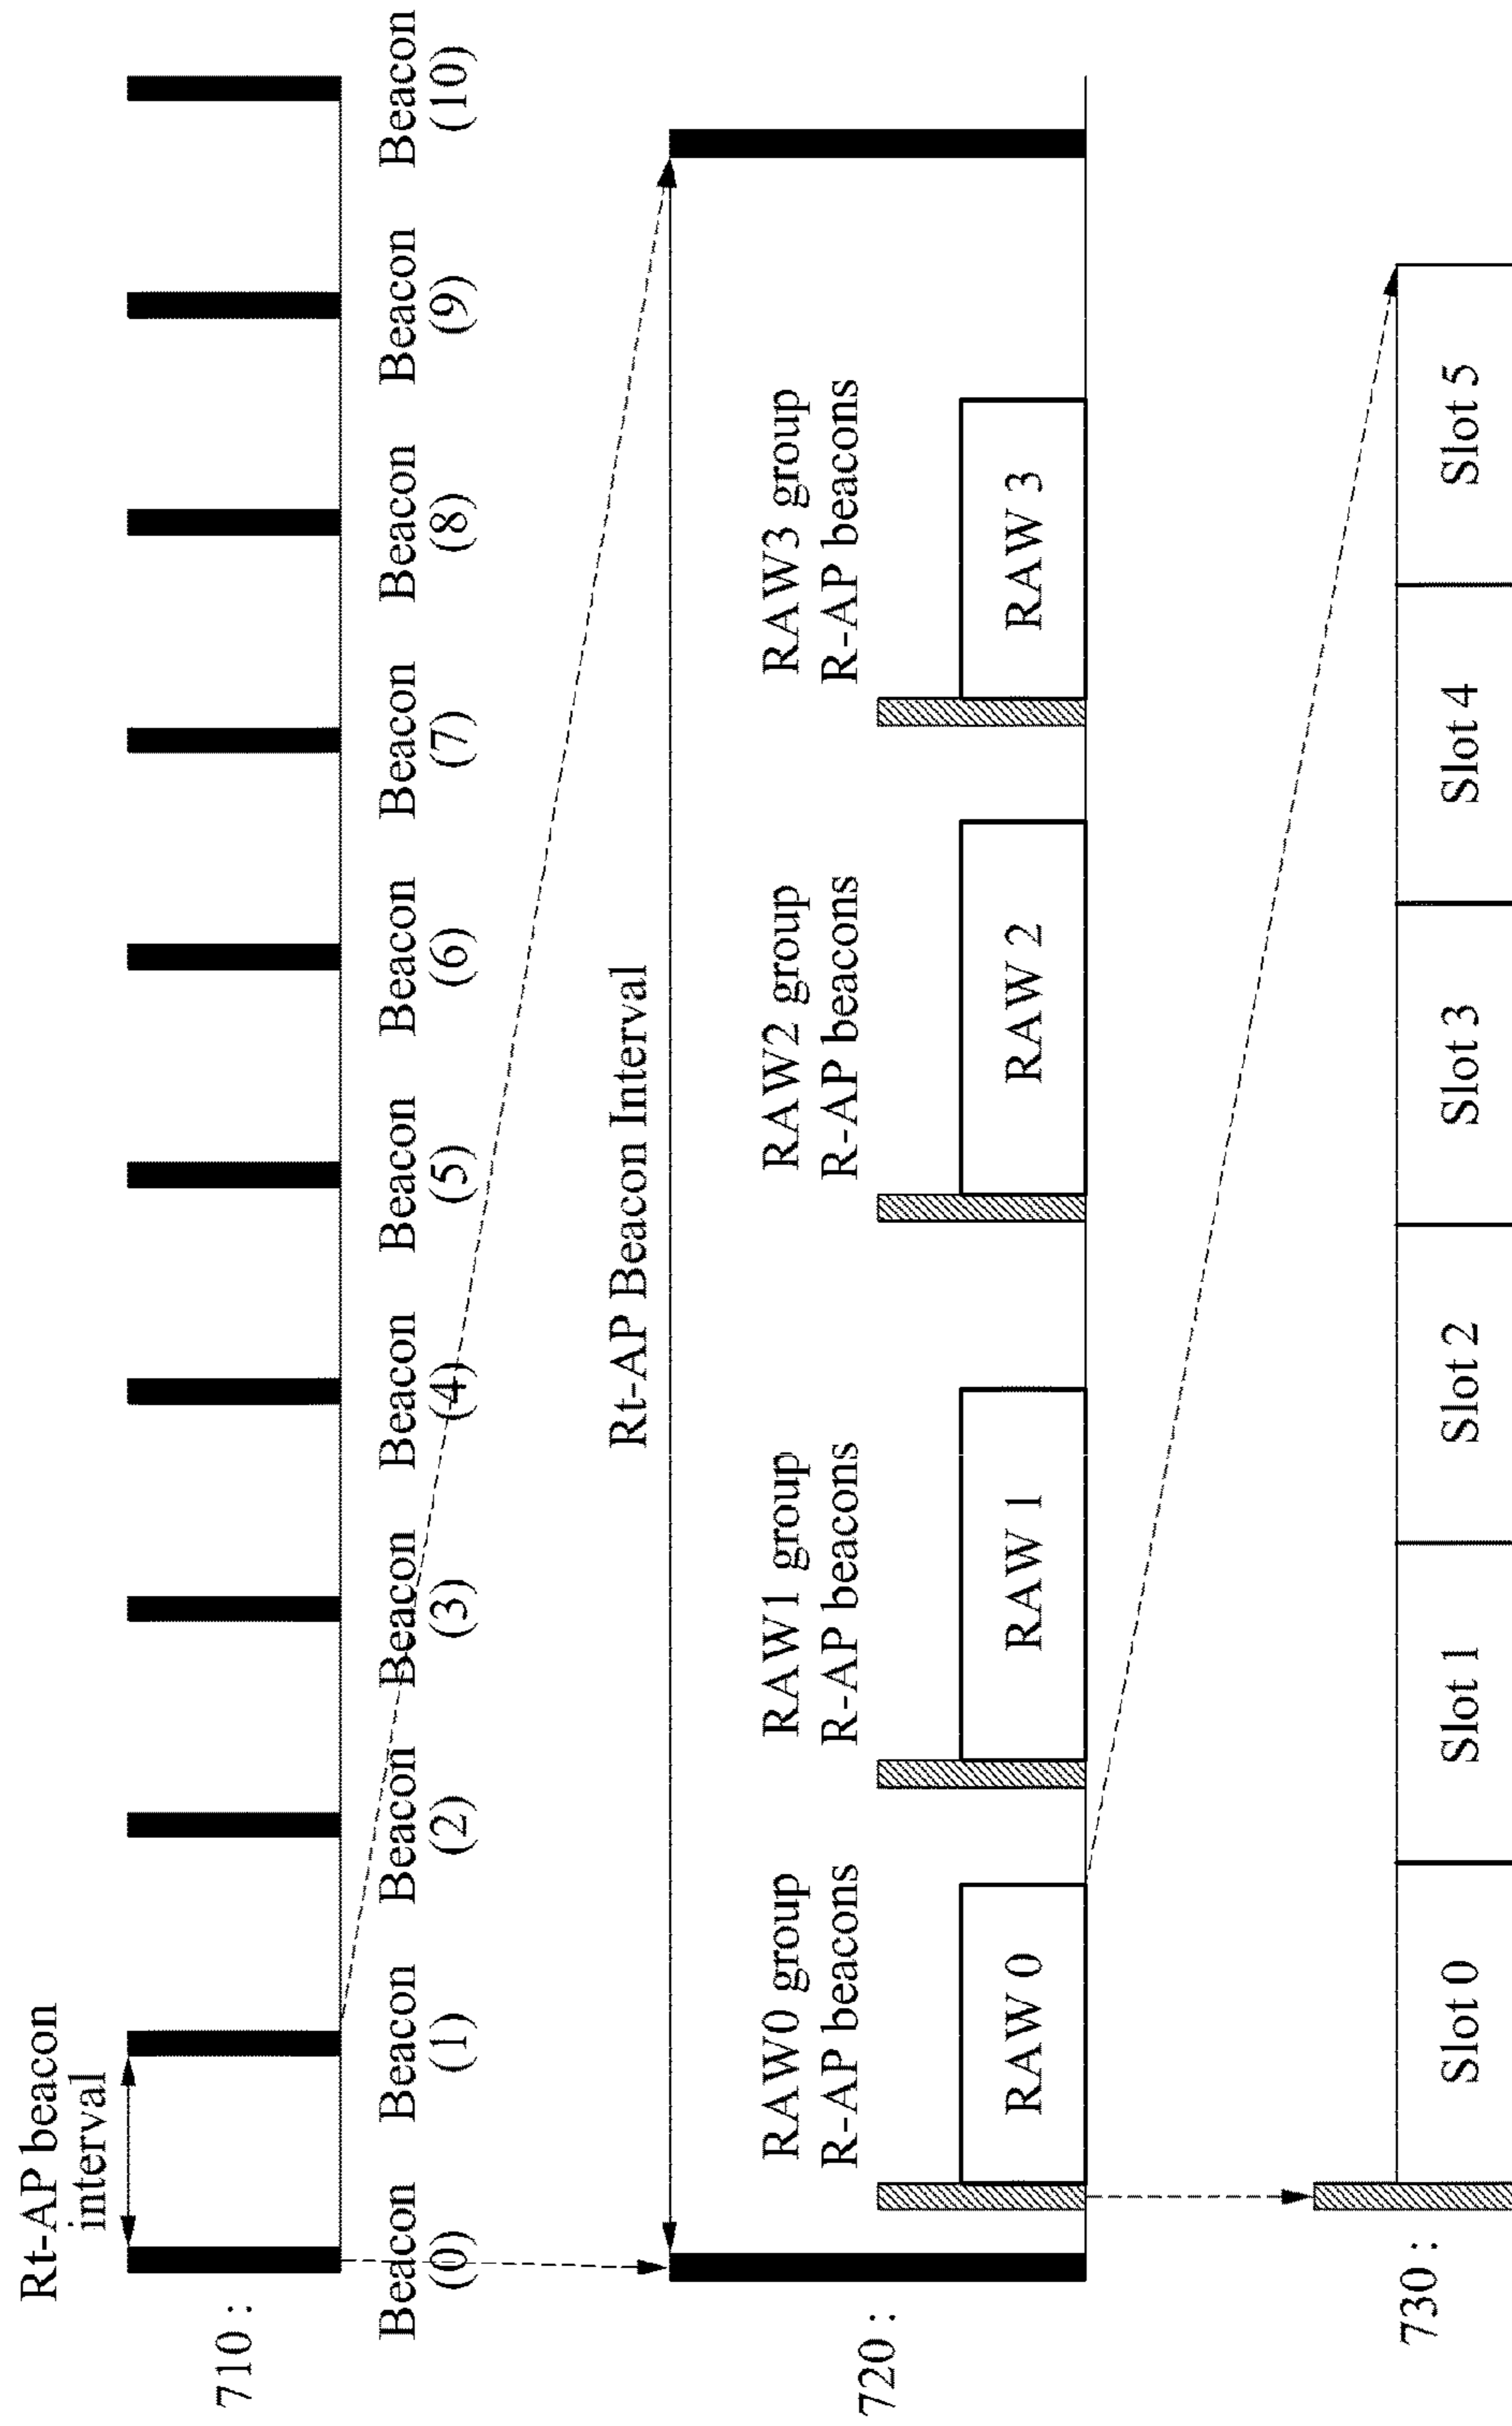 Rt-AP beacon
interval
710 :
Beacon
(0)
Beacon
(1)
Beacon
(2)
Beacon
(3)
Beacon
(4)
Beacon
(5)
Beacon
(6)
Beacon
(7)
Beacon
(8)
Beacon
(9)
Beacon
(10)
Rt-AP Beacon Interval
720 :
RAW0 group
R-AP beacons
RAW1 group
R-AP beacons
RAW2 group
R-AP beacons
RAW3 group
R-AP beacons
RAW 0
RAW 1
RAW 2
RAW 3
730 :
Slot 0
Slot 1
Slot 2
Slot 3
Slot 4
Slot 5